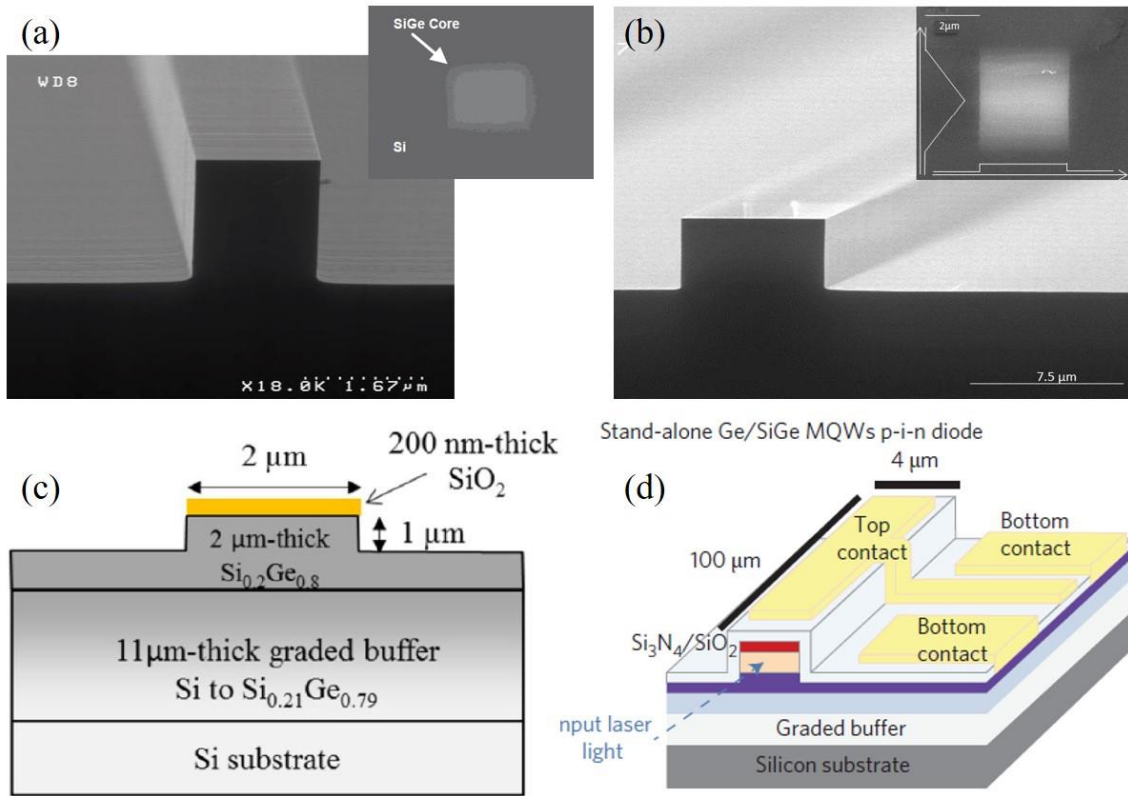 (a)
SiGe Core
WD8
Si
X18.0K 1.67μm
(b)
2μm
7.5 μm
(c)
2 μm
200 nm-thick
SiO2
1 μm
2 μm-thick
Si0.2Ge0.8
11μm-thick graded buffer
Si to Si0.21Ge0.79
Si substrate
(d)
Stand-alone Ge/SiGe MQWs p-i-n diode
4 μm
Top
contact
Bottom
contact
100 μm
Si3N4/SiO2
Bottom
contact
nput laser
light
Graded buffer
Silicon substrate